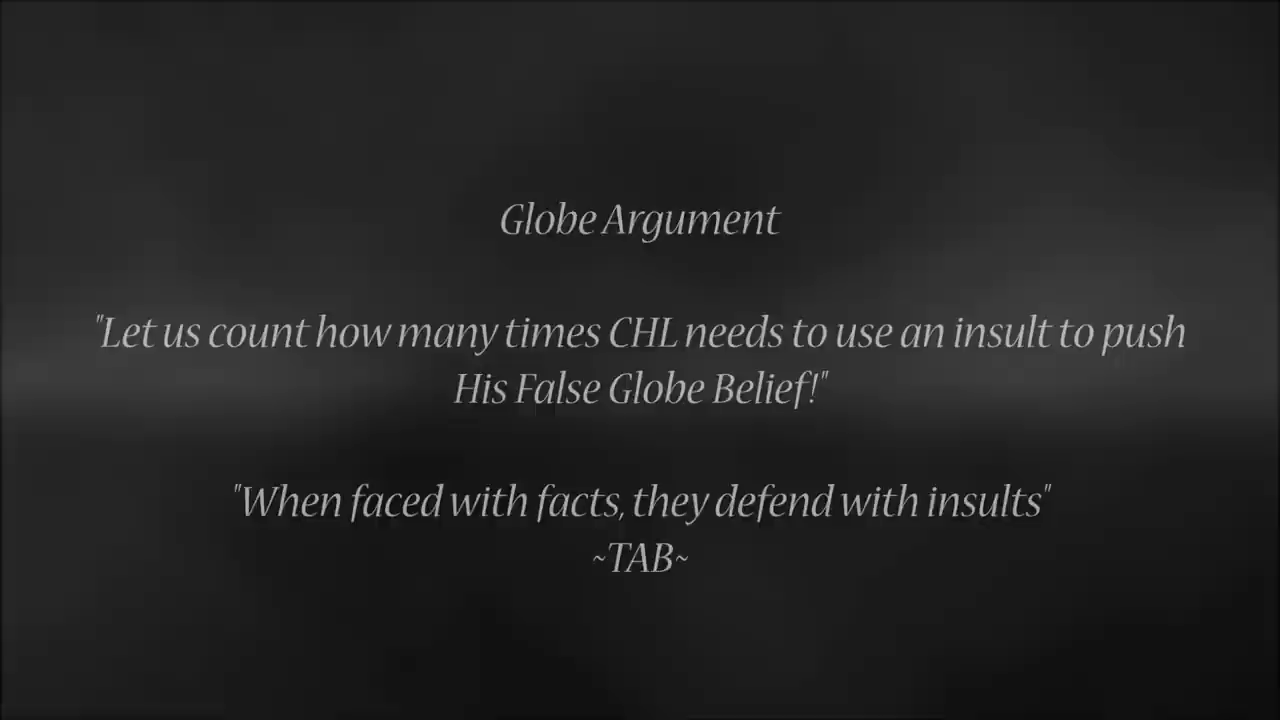 Globe Argument
"Let us count how many times CHL needs to use an insult to push
His False Globe Belief!"
"When faced with facts, they defend with insults"
~TAB~